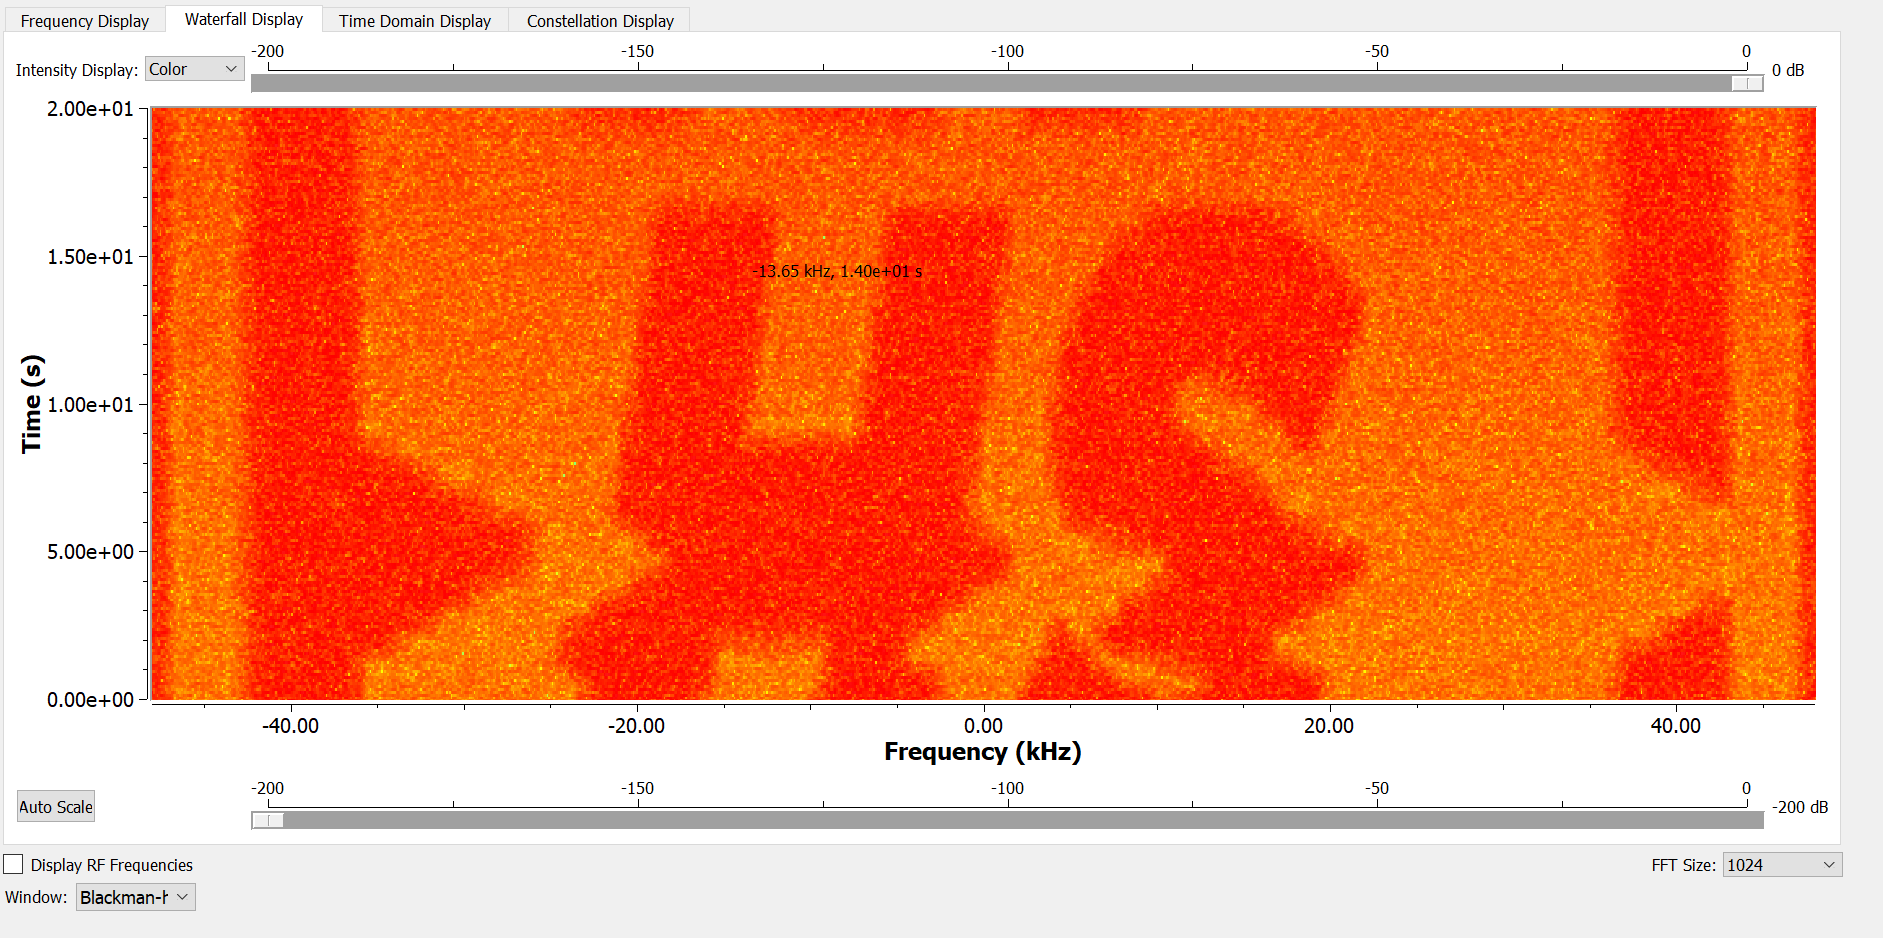 Frequency Display Waterfall Display Time Domain Display Constellation Display
-200 -150 -100 -50 0
Intensity Display: Color 0 dB
2.00e+01
1.50e+01
-13.65 kHz, 1.40e+01 s
1.00e+01
Time (s)
5.00e+00
0.00e+00
-40.00 -20.00 0.00 20.00 40.00
Frequency (kHz)
-200 -150 -100 -50 0
Auto Scale -200 dB
Display RF Frequencies FFT Size: 1024
Window: Blackman-h